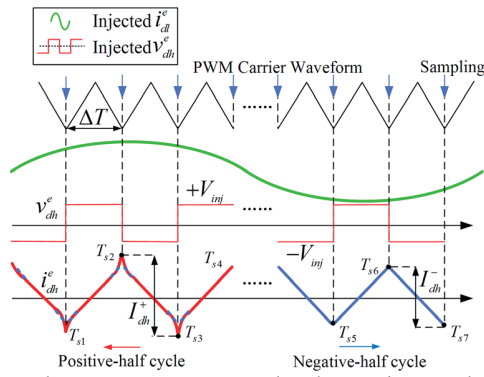 Injected i^e_dl
Injected v^e_dh
PWM Carrier Waveform
Sampling
......
ΔT
v^e_dh
+V_inj
......
−V_inj
i^e_dh
T_s2
T_s4
T_s6
I^+_dh
......
I^-_dh
T_s1
T_s3
T_s5
T_s7
Positive-half cycle
Negative-half cycle